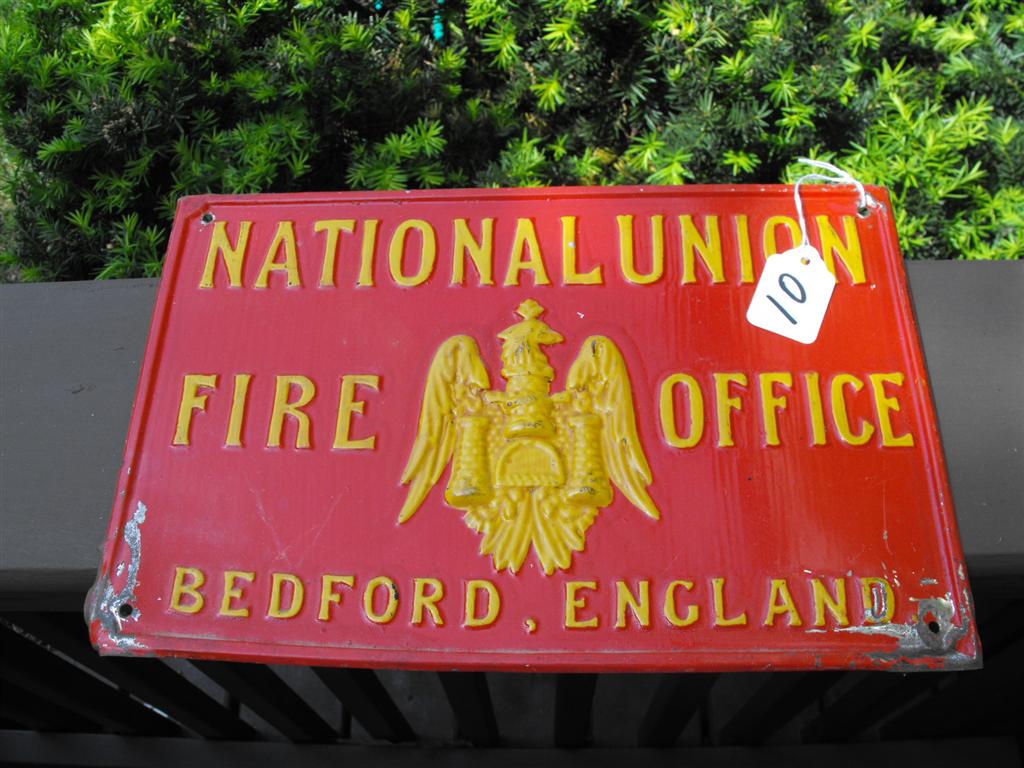 NATIONAL UNION
10
FIRE OFFICE
BEDFORD, ENGLAND